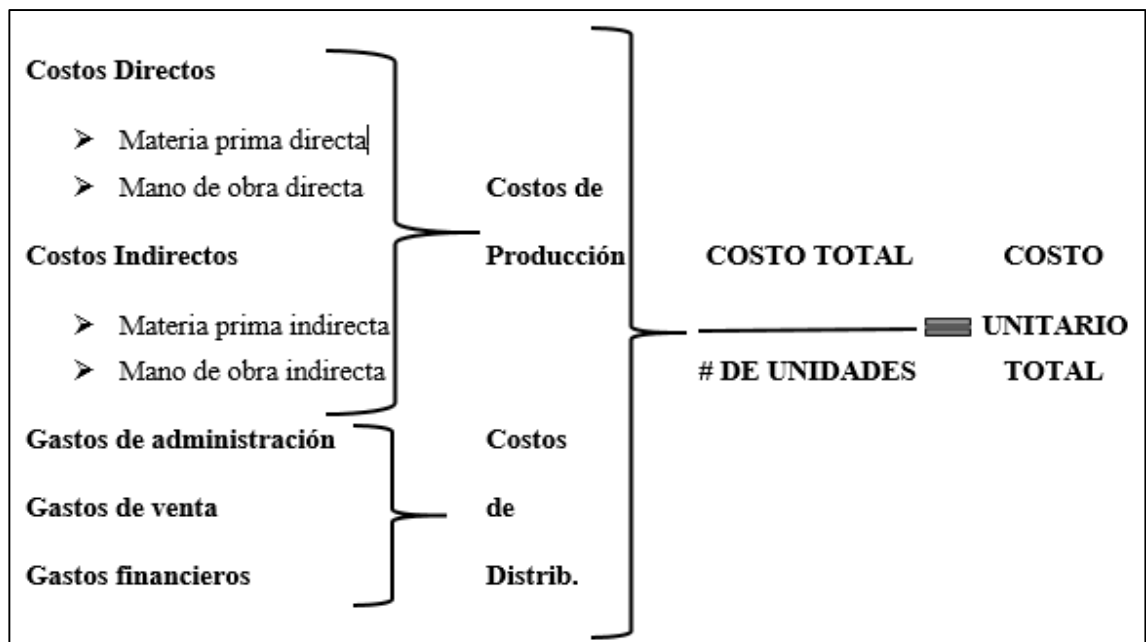 Costos Directos
➤ Materia prima directa
➤ Mano de obra directa
Costos Indirectos
➤ Materia prima indirecta
➤ Mano de obra indirecta
Gastos de administración
Gastos de venta
Gastos financieros
Costos de
Producción
Costos
de
Distrib.
COSTO TOTAL
# DE UNIDADES
=
COSTO
UNITARIO
TOTAL